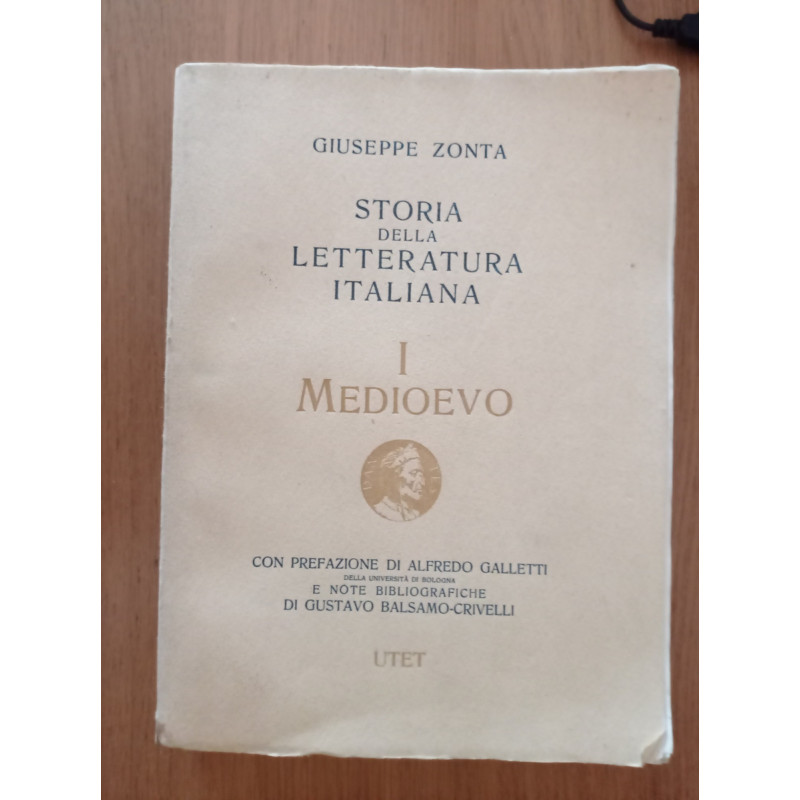 GIUSEPPE ZONTA
STORIA
DELLA
LETTERATURA
ITALIANA
I
MEDIOEVO
CON PREFAZIONE DI ALFREDO GALLETTI
DELLA UNIVERSITÀ DI BOLOGNA
E NOTE BIBLIOGRAFICHE
DI GUSTAVO BALSAMO-CRIVELLI
UTET